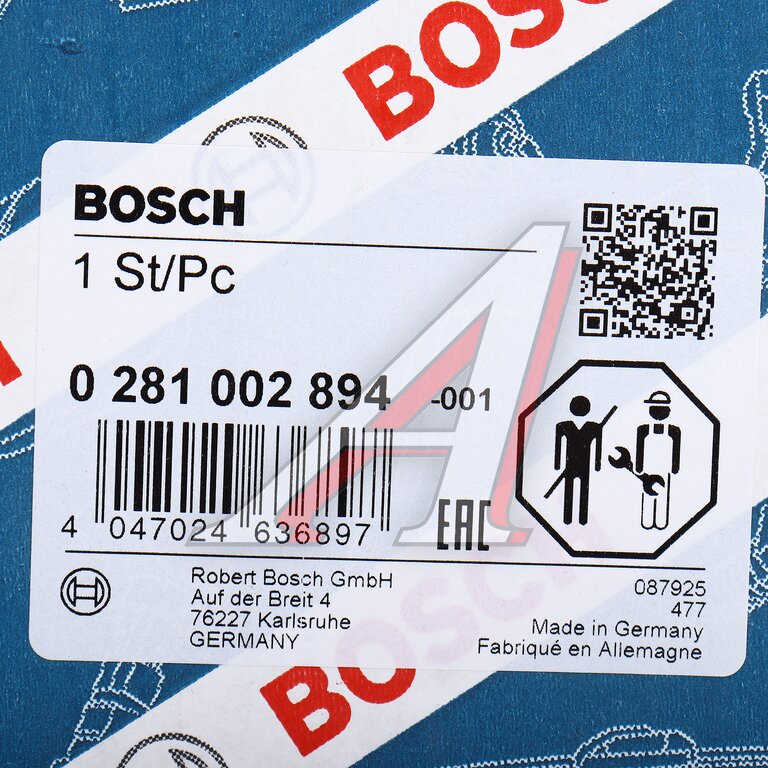 BOSCH
BOSCH
1 St/Pc
0 281 002 894 -001
4 047024 636897
EAC
Robert Bosch GmbH
Auf der Breit 4
76227 Karlsruhe
GERMANY
087925
477
Made in Germany
Fabriqué en Allemagne
BOSCH